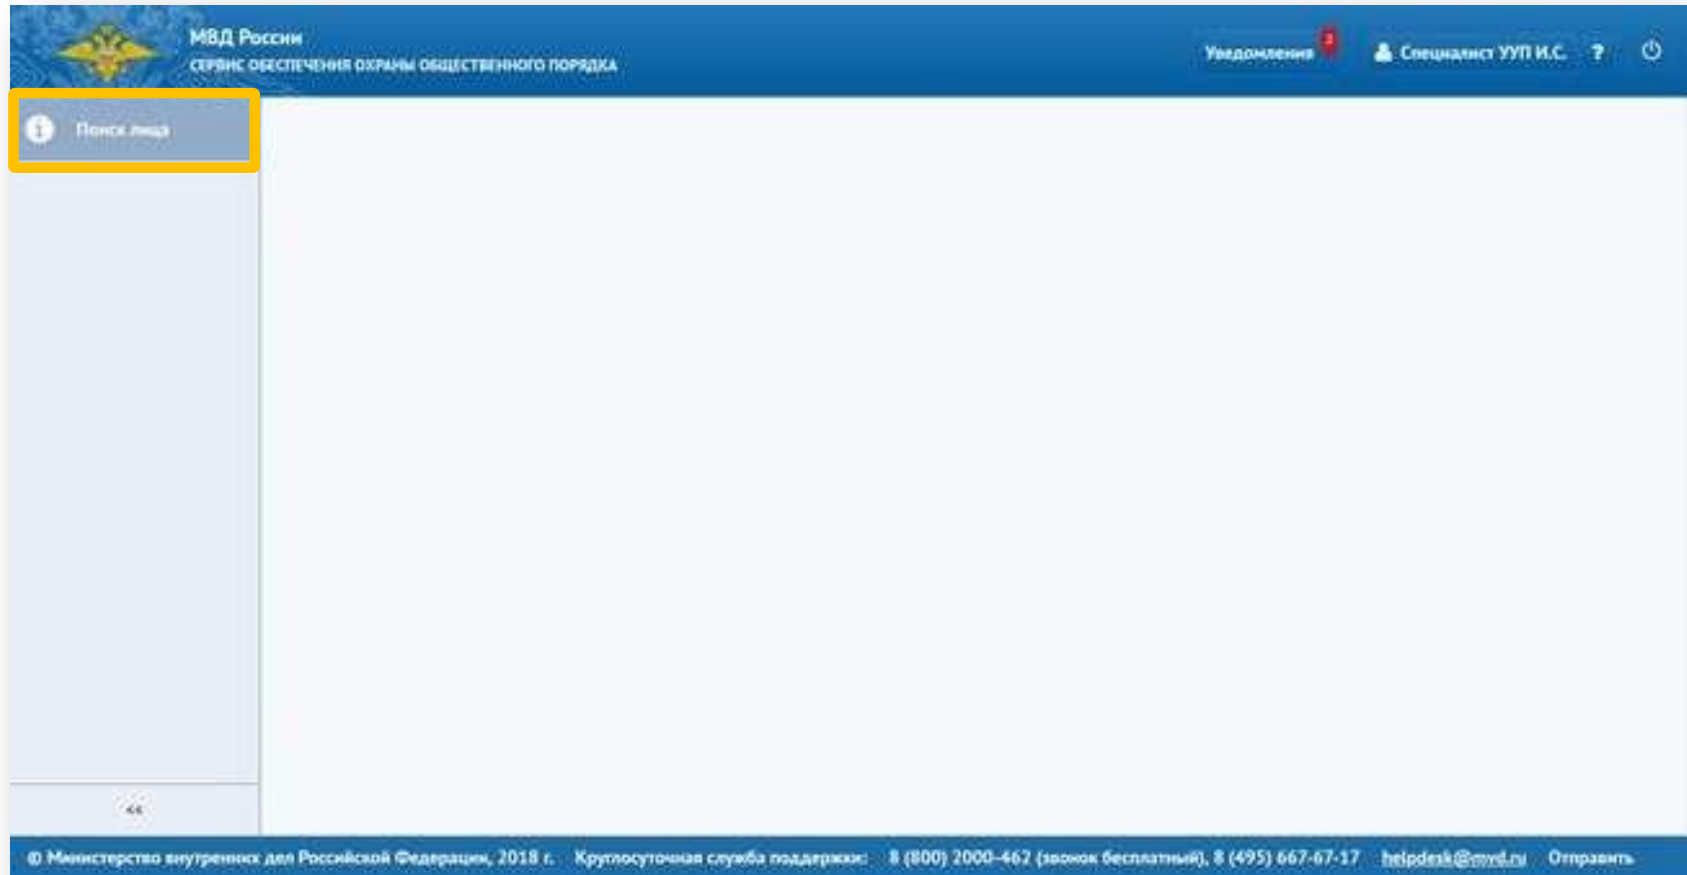 МВД России
СЕРВИС ОБЕСПЕЧЕНИЯ ОХРАНЫ ОБЩЕСТВЕННОГО ПОРЯДКА
Уведомления 3 Специалист УУП И.С. ?
Поиск лица
<<
© Министерство внутренних дел Российской Федерации, 2018 г. Круглосуточная служба поддержки: 8 (800) 2000-462 (звонок бесплатный), 8 (495) 667-67-17 helpdesk@mvd.ru Отправить